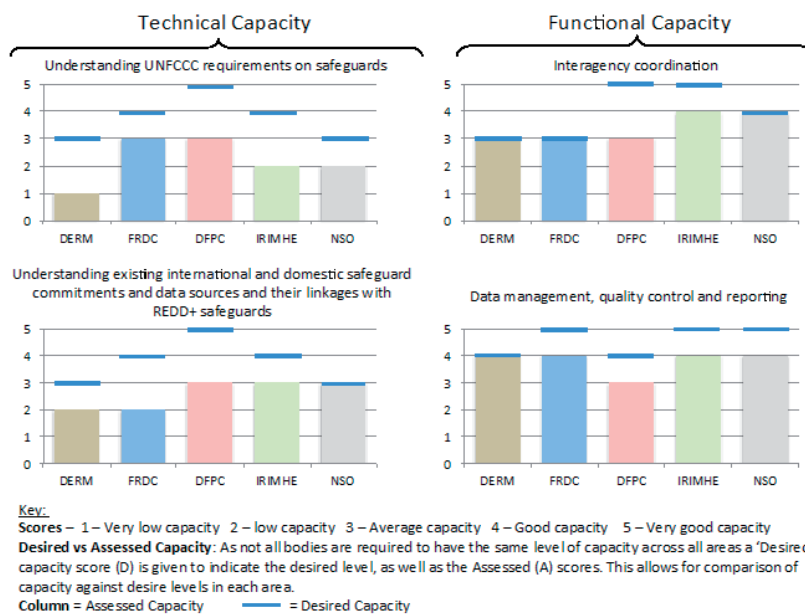 Technical Capacity
Functional Capacity
Understanding UNFCCC requirements on safeguards
5
4
3
2
1
0
DERM FRDC DFPC IRIMHE NSO
Interagency coordination
5
4
3
2
1
0
DERM FRDC DFPC IRIMHE NSO
Understanding existing international and domestic safeguard
commitments and data sources and their linkages with
REDD+ safeguards
5
4
3
2
1
0
DERM FRDC DFPC IRIMHE NSO
Data management, quality control and reporting
5
4
3
2
1
0
DERM FRDC DFPC IRIMHE NSO
Key:
Scores – 1 – Very low capacity 2 – low capacity 3 – Average capacity 4 – Good capacity 5 – Very good capacity
Desired vs Assessed Capacity: As not all bodies are required to have the same level of capacity across all areas a 'Desired
capacity score (D) is given to indicate the desired level, as well as the Assessed (A) scores. This allows for comparison of
capacity against desire levels in each area.
Column = Assessed Capacity = Desired Capacity